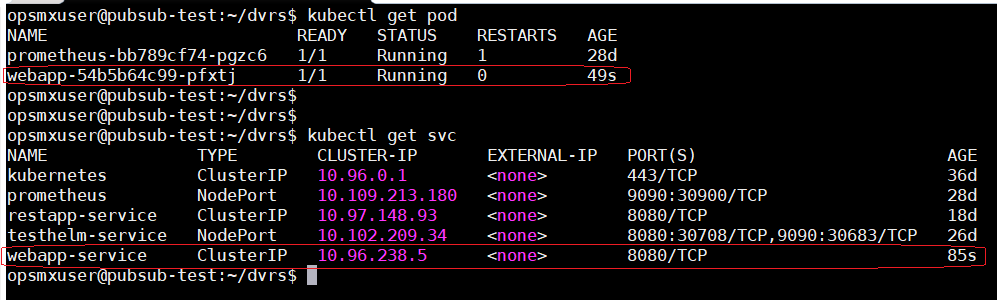 opsmxuser@pubsub-test:~/dvrs$ kubectl get pod
NAME READY STATUS RESTARTS AGE
prometheus-bb789cf74-pgzc6 1/1 Running 1 28d
webapp-54b5b64c99-pfxtj 1/1 Running 0 49s
opsmxuser@pubsub-test:~/dvrs$
opsmxuser@pubsub-test:~/dvrs$
opsmxuser@pubsub-test:~/dvrs$ kubectl get svc
NAME TYPE CLUSTER-IP EXTERNAL-IP PORT(S) AGE
kubernetes ClusterIP 10.96.0.1 <none> 443/TCP 36d
prometheus NodePort 10.109.213.180 <none> 9090:30900/TCP 28d
restapp-service ClusterIP 10.97.148.93 <none> 8080/TCP 18d
testhelm-service NodePort 10.102.209.34 <none> 8080:30708/TCP,9090:30683/TCP 26d
webapp-service ClusterIP 10.96.238.5 <none> 8080/TCP 85s
opsmxuser@pubsub-test:~/dvrs$